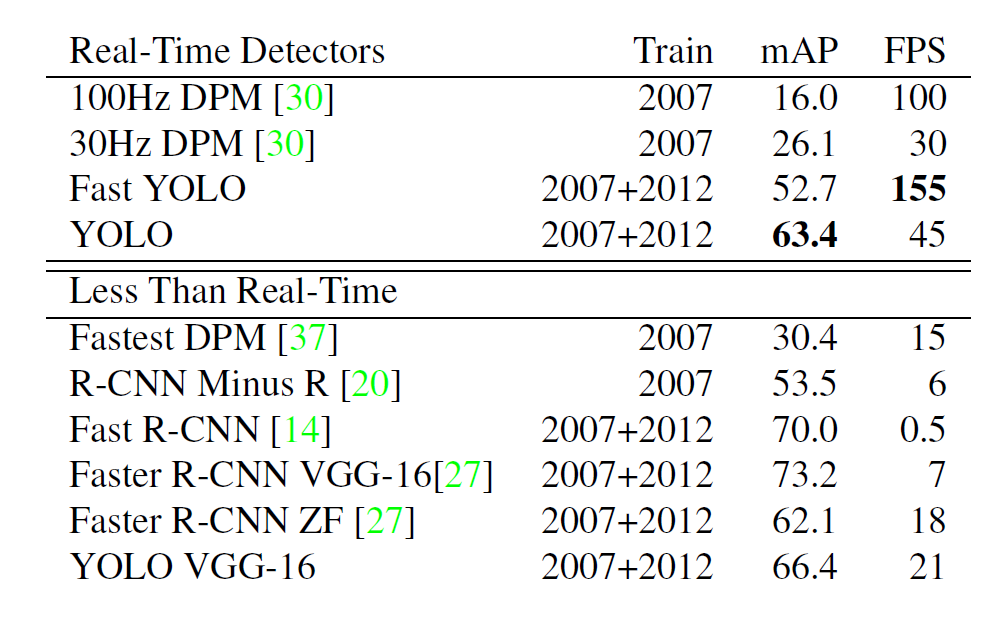 Real-Time Detectors Train mAP FPS
100Hz DPM [30] 2007 16.0 100
30Hz DPM [30] 2007 26.1 30
Fast YOLO 2007+2012 52.7 155
YOLO 2007+2012 63.4 45
Less Than Real-Time
Fastest DPM [37] 2007 30.4 15
R-CNN Minus R [20] 2007 53.5 6
Fast R-CNN [14] 2007+2012 70.0 0.5
Faster R-CNN VGG-16[27] 2007+2012 73.2 7
Faster R-CNN ZF [27] 2007+2012 62.1 18
YOLO VGG-16 2007+2012 66.4 21